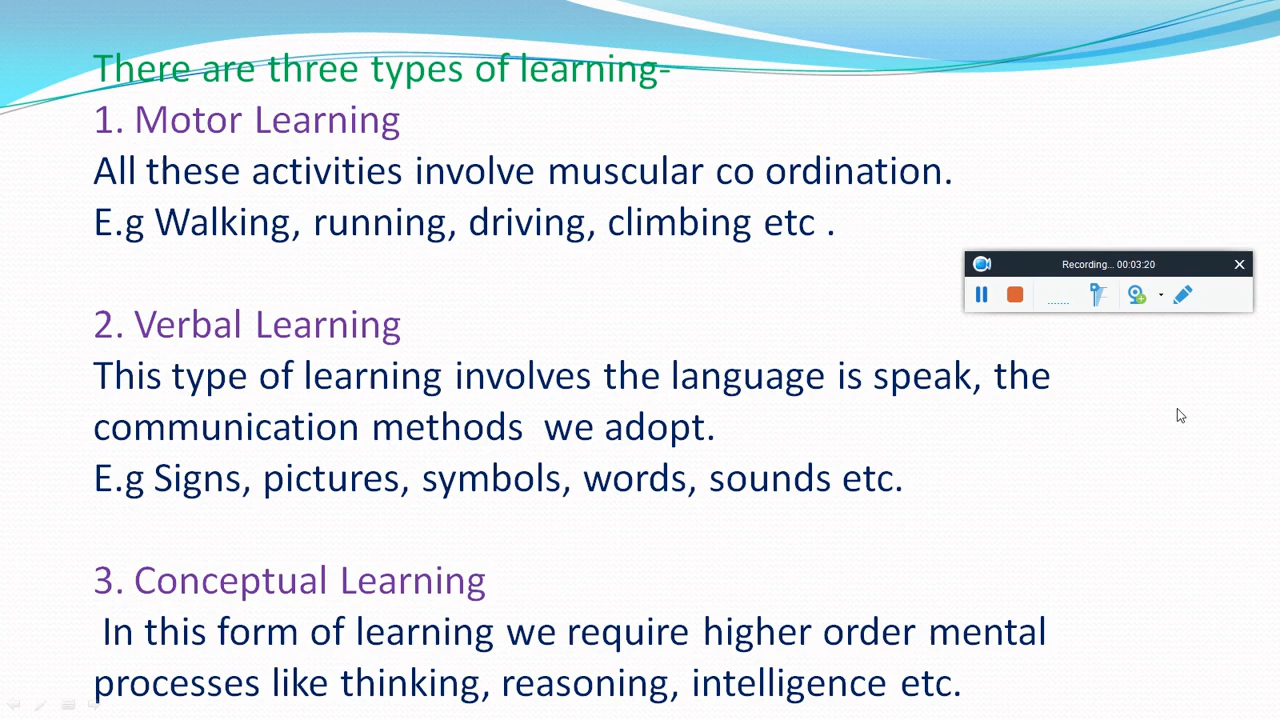 There are three types of learning-
1. Motor Learning
All these activities involve muscular co ordination.
E.g Walking, running, driving, climbing etc .
Recording... 00:03:20
2. Verbal Learning
This type of learning involves the language is speak, the
communication methods  we adopt.
E.g Signs, pictures, symbols, words, sounds etc.
3. Conceptual Learning
In this form of learning we require higher order mental
processes like thinking, reasoning, intelligence etc.